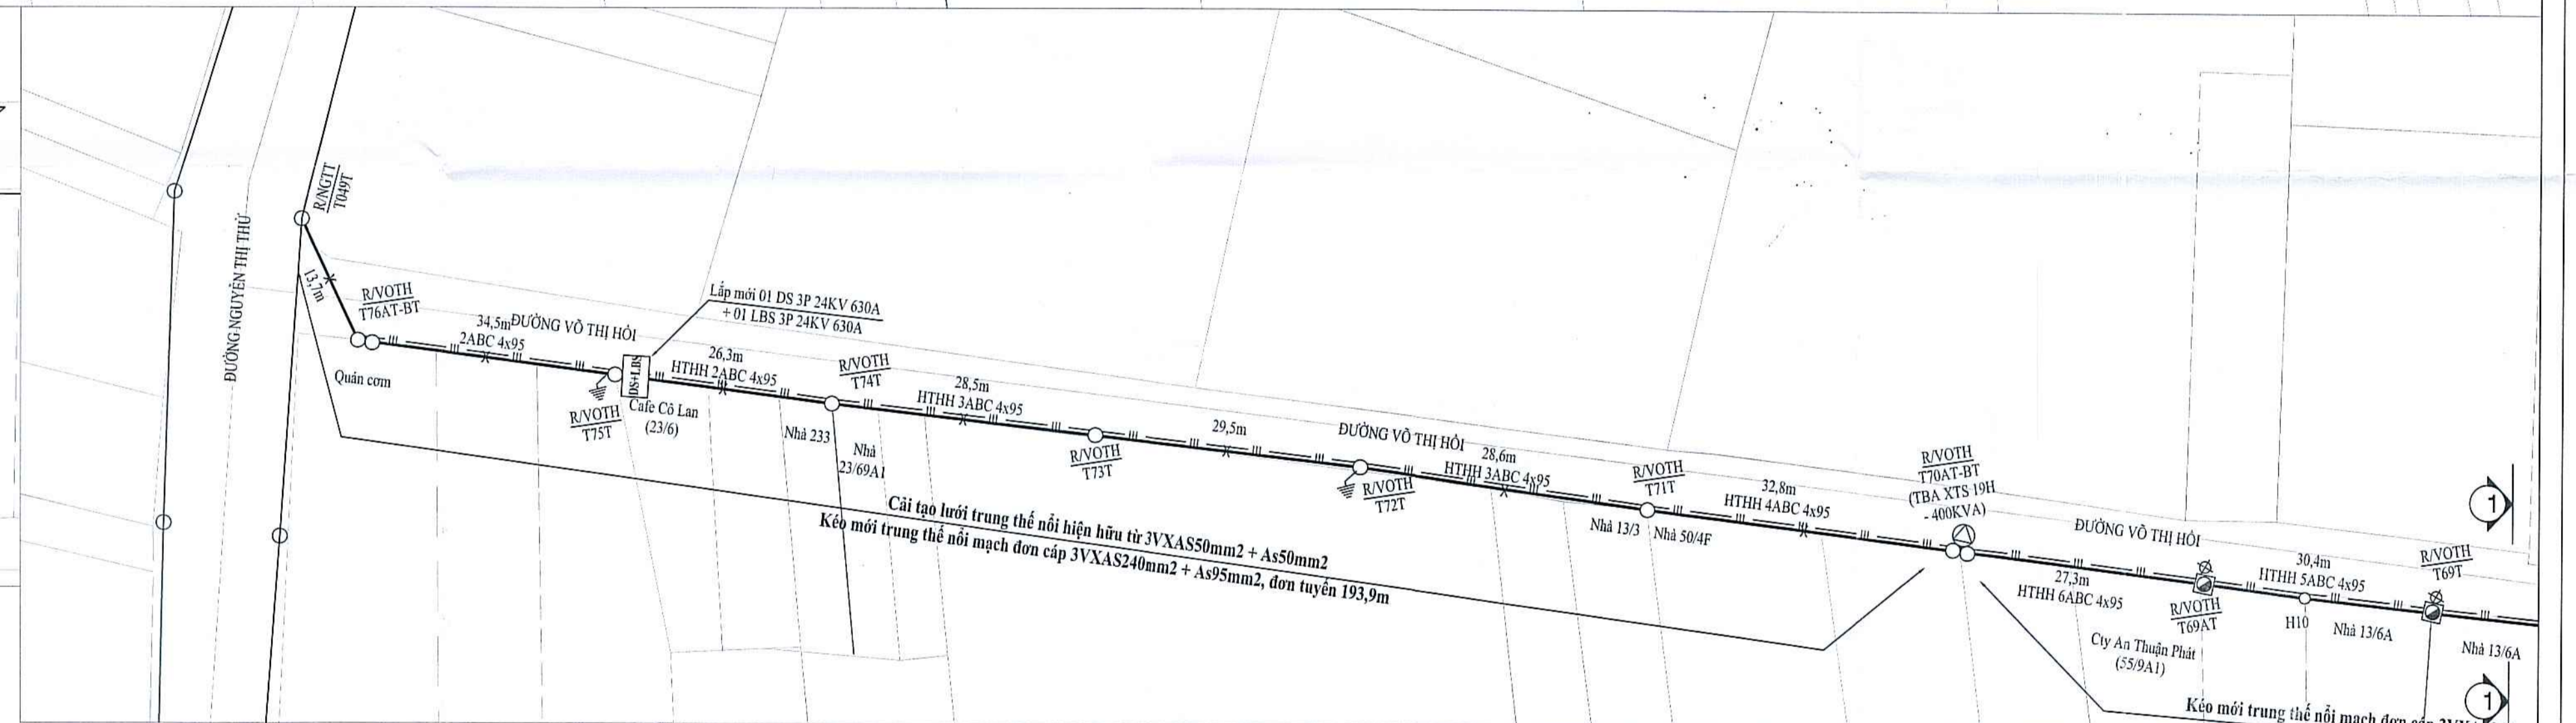 R/NGTT
T049T
ĐƯỜNG NGUYỄN THỊ THỬ
13,7m
R/VOTH
T76AT-BT
Quán cơm
34,5m
ĐƯỜNG VÕ THỊ HỒI
2ABC 4x95
Lắp mới 01 DS 3P 24KV 630A
+ 01 LBS 3P 24KV 630A
DS+LBS
R/VOTH
T75T
Cafe Cô Lan
(23/6)
26,3m
HTHH 2ABC 4x95
Nhà 233
R/VOTH
T74T
Nhà
23/69A1
28,5m
HTHH 3ABC 4x95
R/VOTH
T73T
29,5m
ĐƯỜNG VÕ THỊ HỒI
R/VOTH
T72T
28,6m
HTHH 3ABC 4x95
R/VOTH
T71T
Nhà 13/3
Nhà 50/4F
32,8m
HTHH 4ABC 4x95
R/VOTH
T70AT-BT
(TBA XTS 19H
- 400KVA)
ĐƯỜNG VÕ THỊ HỒI
27,3m
HTHH 6ABC 4x95
R/VOTH
T69AT
Cty An Thuận Phát
(55/9A1)
30,4m
HTHH 5ABC 4x95
H10
Nhà 13/6A
R/VOTH
T69T
Nhà 13/6A
1
1
Cải tạo lưới trung thế nổi hiện hữu từ 3VXAS50mm2 + As50mm2
Kéo mới trung thế nổi mạch đơn cáp 3VXAS240mm2 + As95mm2, đơn tuyến 193,9m
Kéo mới trung thế nổi mạch đơn cáp